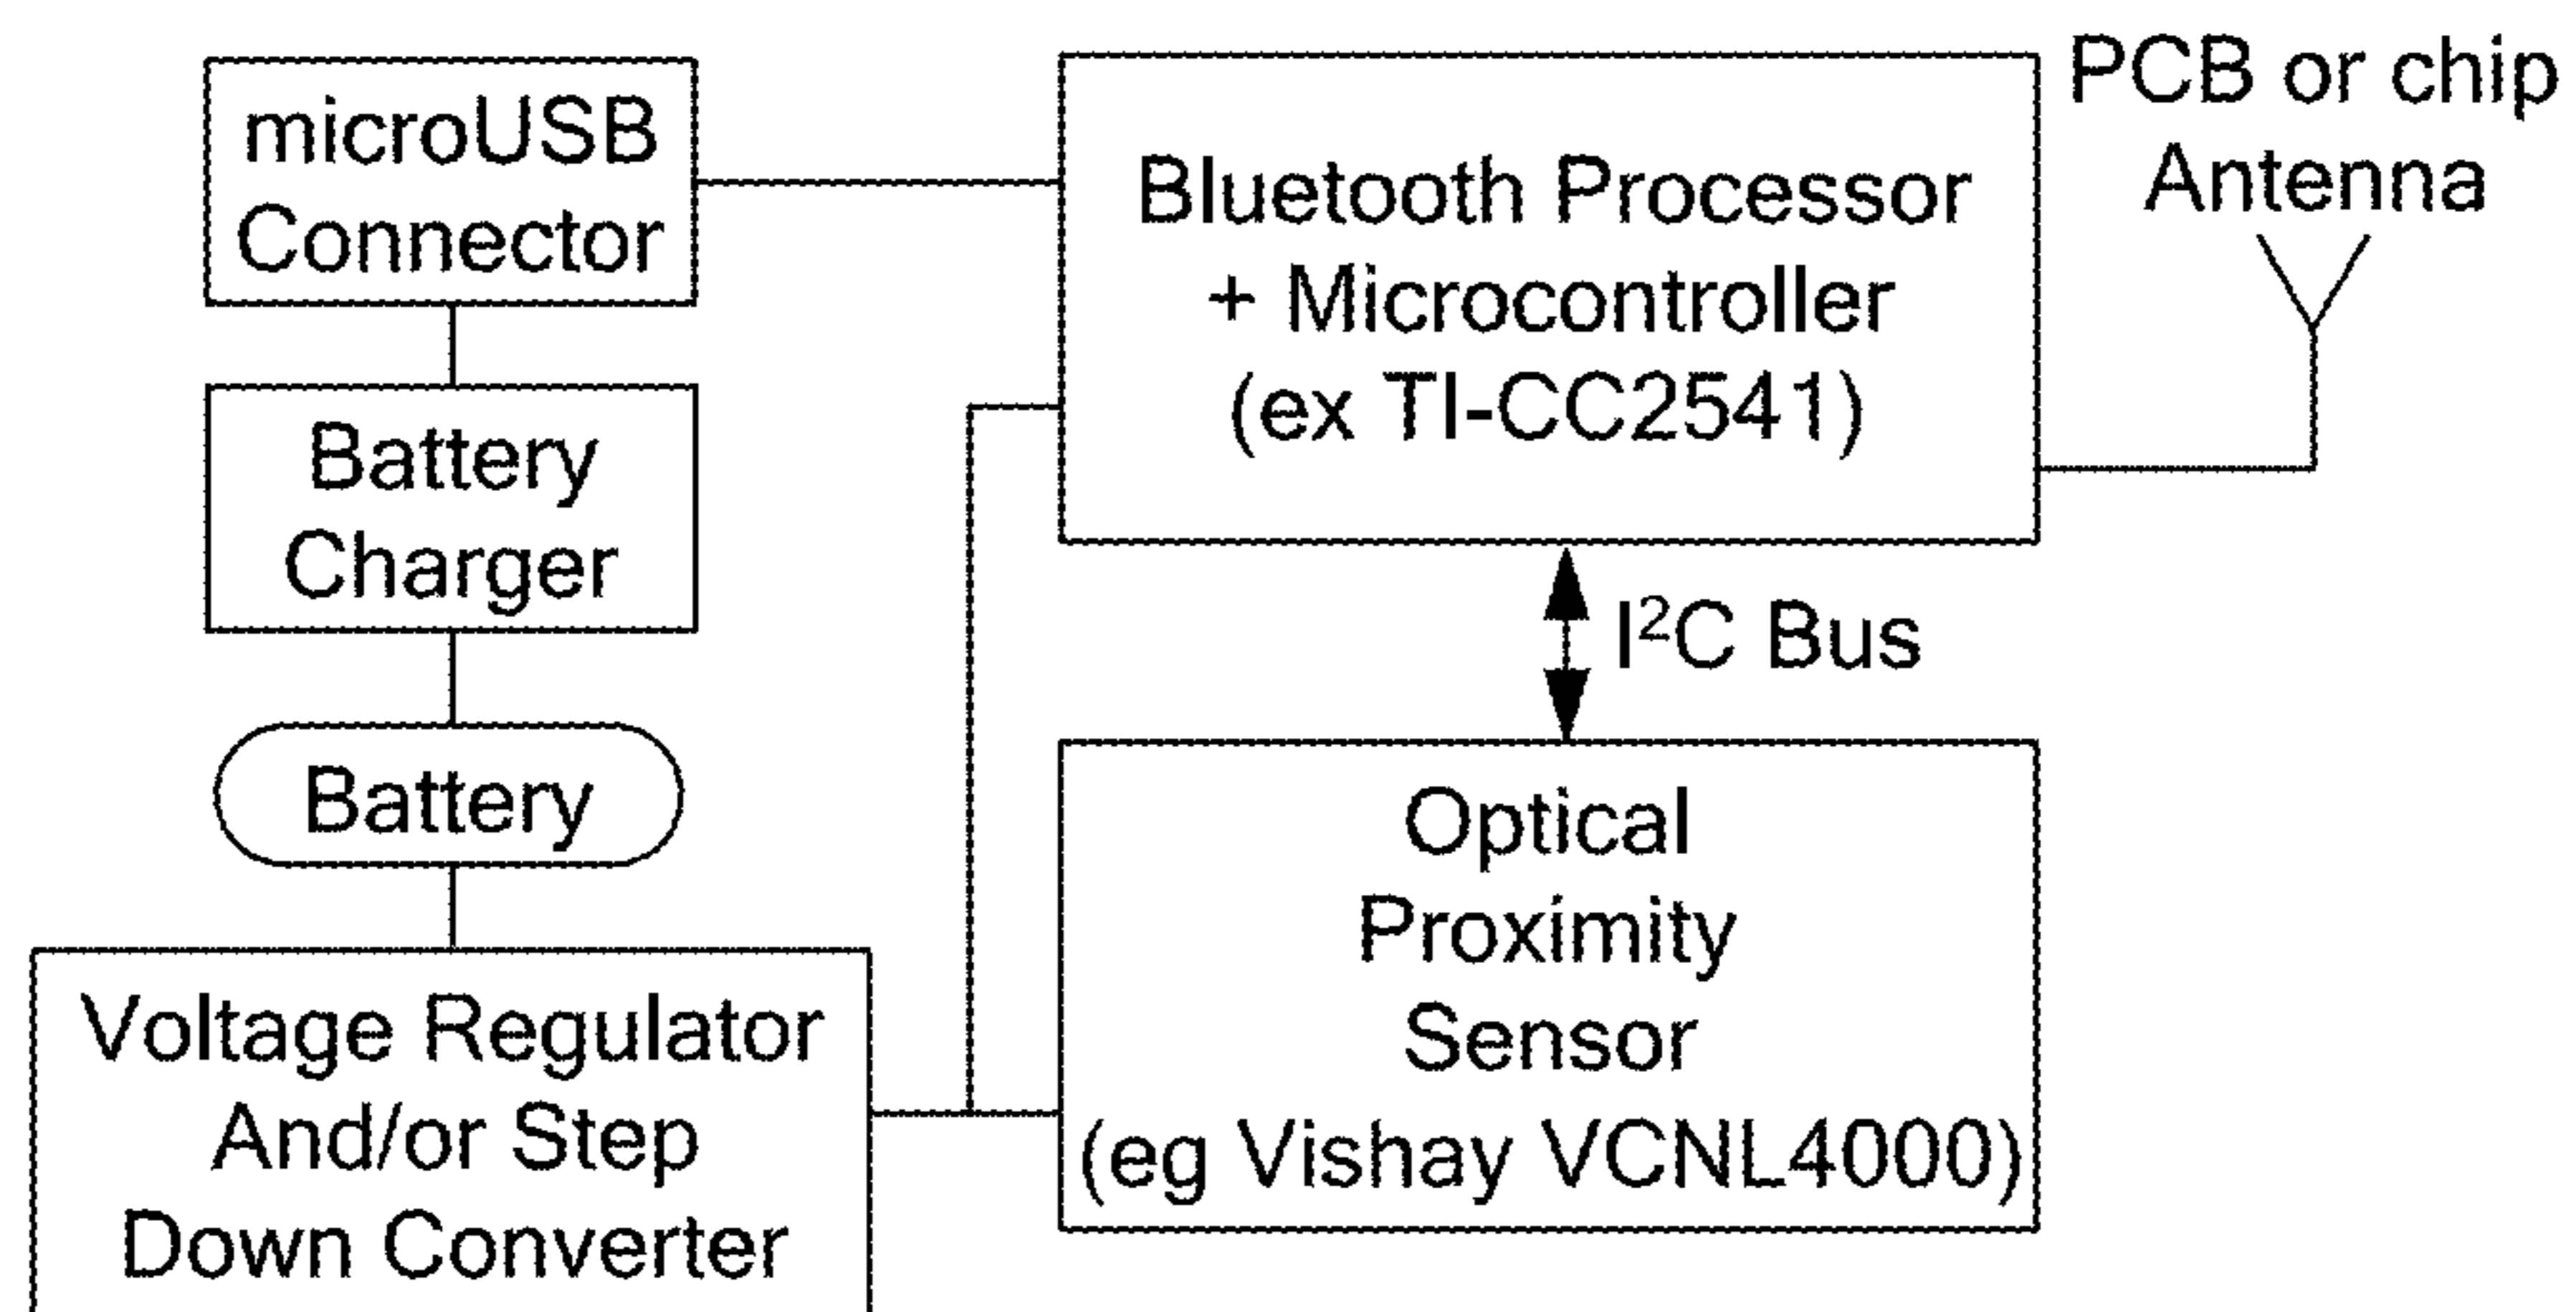 microUSB
Connector
Bluetooth Processor
+ Microcontroller
(ex TI-CC2541)
PCB or chip
Antenna
Battery
Charger
I²C Bus
Battery
Optical
Proximity
Sensor
(eg Vishay VCNL4000)
Voltage Regulator
And/or Step
Down Converter